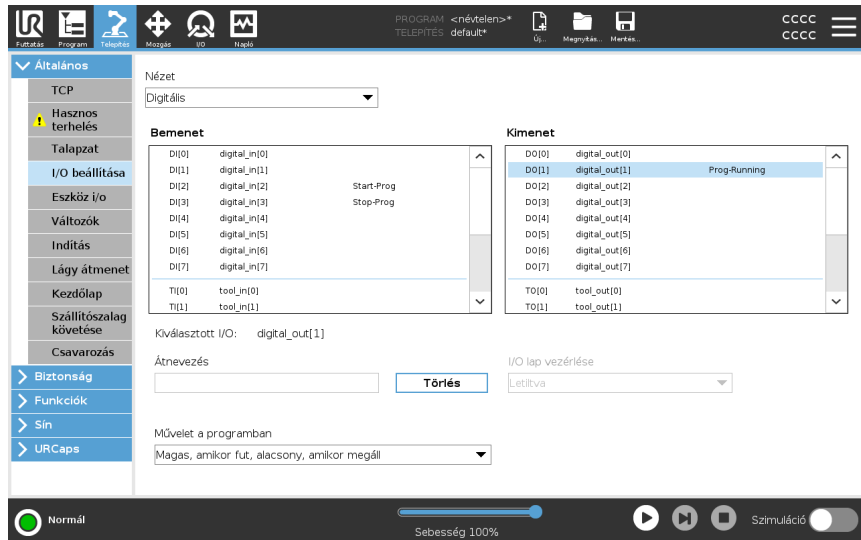 PROGRAM <névtelen>*
TELEPÍTÉS default*
CCCC
CCCC
Futtatás Program Telepítés Mozgás I/O Napló Új... Megnyitás... Mentés...
Általános
TCP
Hasznos terhelés
Talapzat
I/O beállítása
Eszköz i/o
Változók
Indítás
Lágy átmenet
Kezdőlap
Szállítószalag követése
Csavarozás
Biztonság
Funkciók
Sín
URCaps
Nézet
Digitális
Bemenet
DI[0] digital_in[0]
DI[1] digital_in[1]
DI[2] digital_in[2] Start-Prog
DI[3] digital_in[3] Stop-Prog
DI[4] digital_in[4]
DI[5] digital_in[5]
DI[6] digital_in[6]
DI[7] digital_in[7]
TI[0] tool_in[0]
TI[1] tool_in[1]
Kimenet
DO[0] digital_out[0]
DO[1] digital_out[1] Prog-Running
DO[2] digital_out[2]
DO[3] digital_out[3]
DO[4] digital_out[4]
DO[5] digital_out[5]
DO[6] digital_out[6]
DO[7] digital_out[7]
TO[0] tool_out[0]
TO[1] tool_out[1]
Kiválasztott I/O: digital_out[1]
Átnevezés
Törlés
I/O lap vezérlése
Letiltva
Művelet a programban
Magas, amikor fut, alacsony, amikor megáll
Normál
Sebesség 100%
Szimuláció